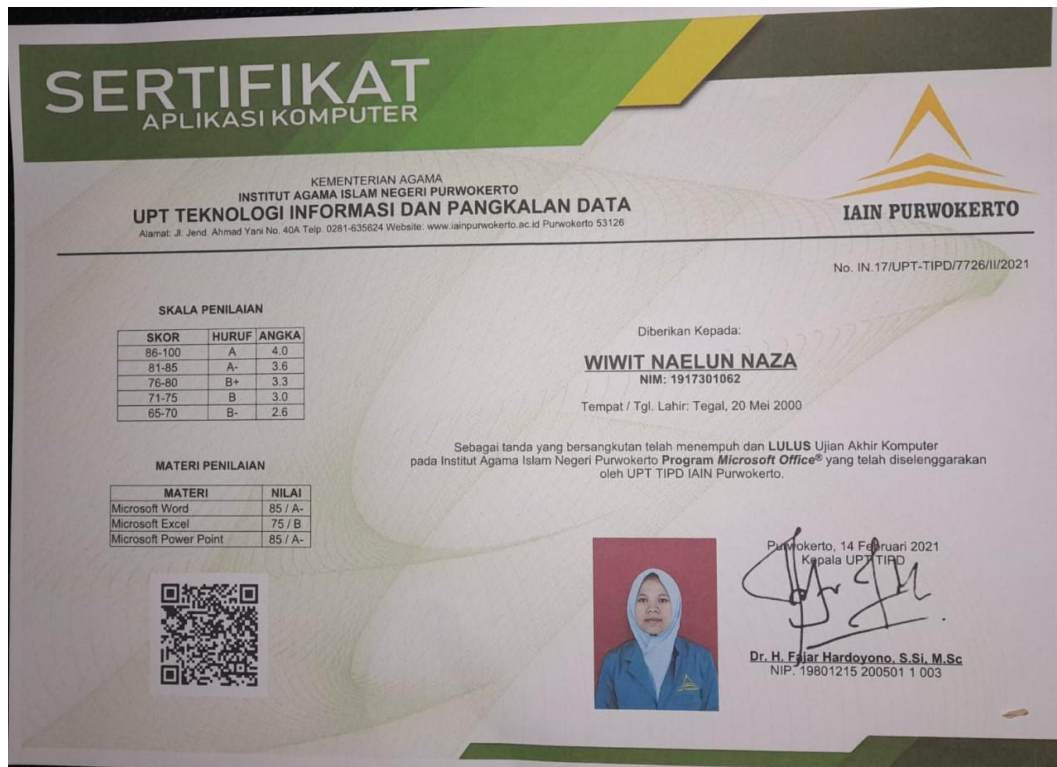 SERTIFIKAT
APLIKASI KOMPUTER
KEMENTERIAN AGAMA
INSTITUT AGAMA ISLAM NEGERI PURWOKERTO
UPT TEKNOLOGI INFORMASI DAN PANGKALAN DATA
Alamat: Jl. Jend. Ahmad Yani No. 40A Telp. 0281-635624 Website: www.iainpurwokerto.ac.id Purwokerto 53126
IAIN PURWOKERTO
No. IN.17/UPT-TIPD/7726/II/2021
SKALA PENILAIAN
SKOR HURUF ANGKA
86-100 A 4.0
81-85 A- 3.6
76-80 B+ 3.3
71-75 B 3.0
65-70 B- 2.6
MATERI PENILAIAN
MATERI NILAI
Microsoft Word 85 / A-
Microsoft Excel 75 / B
Microsoft Power Point 85 / A-
Diberikan Kepada:
WIWIT NAELUN NAZA
NIM: 1917301062
Tempat / Tgl. Lahir: Tegal, 20 Mei 2000
Sebagai tanda yang bersangkutan telah menempuh dan LULUS Ujian Akhir Komputer
pada Institut Agama Islam Negeri Purwokerto Program Microsoft Office® yang telah diselenggarakan
oleh UPT TIPD IAIN Purwokerto.
Purwokerto, 14 Februari 2021
Kepala UPT TIPD
Dr. H. Fajar Hardoyono, S.Si, M.Sc
NIP. 19801215 200501 1 003